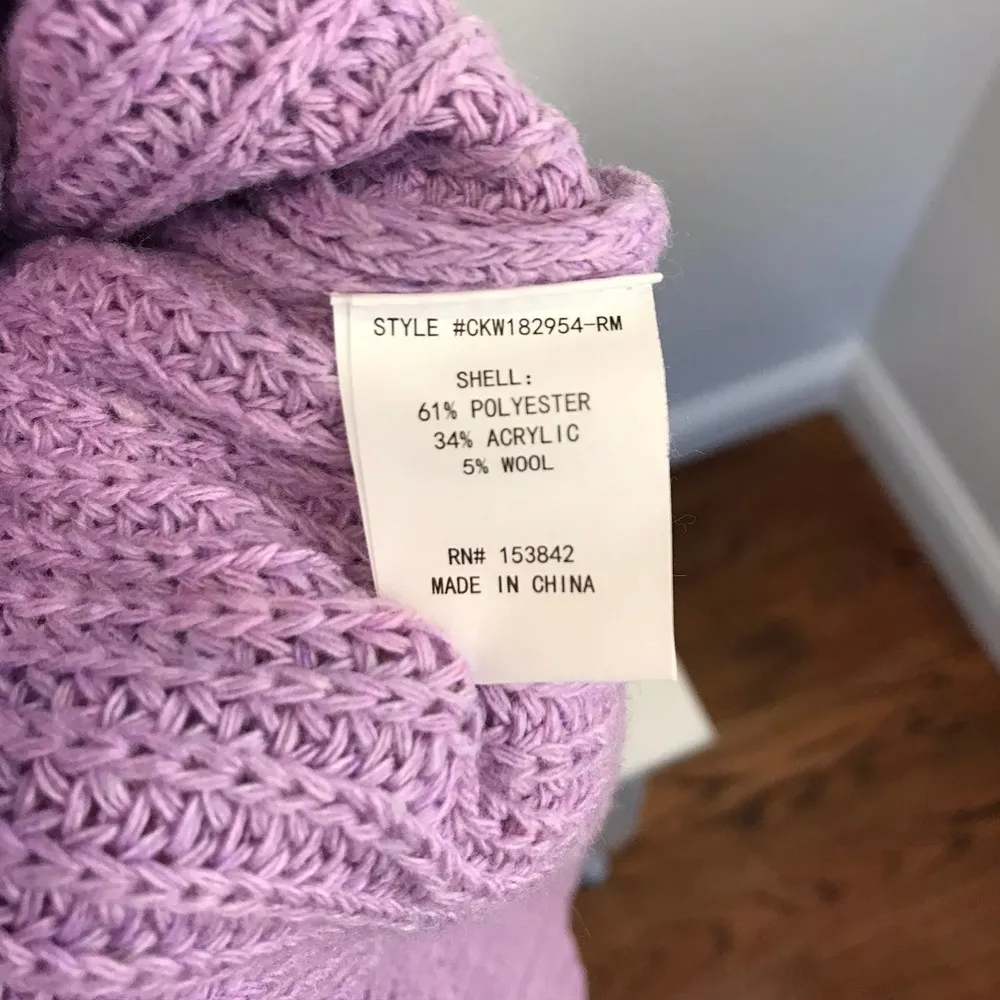 STYLE #CKW182954-RM
SHELL:
61% POLYESTER
34% ACRYLIC
5% WOOL
RN# 153842
MADE IN CHINA